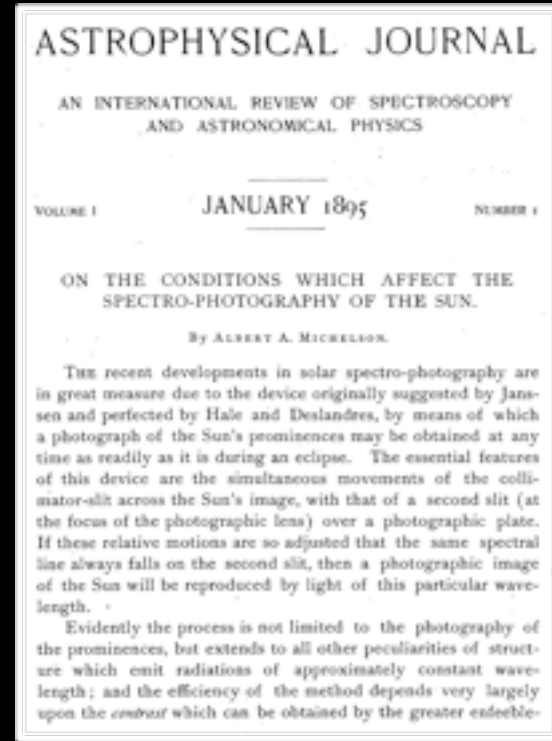 ASTROPHYSICAL JOURNAL
AN INTERNATIONAL REVIEW OF SPECTROSCOPY
AND ASTRONOMICAL PHYSICS
VOLUME I JANUARY 1895 NUMBER 1
ON THE CONDITIONS WHICH AFFECT THE
SPECTRO-PHOTOGRAPHY OF THE SUN.
By ALBERT A. MICHELSON.
THE recent developments in solar spectro-photography are
in great measure due to the device originally suggested by Jans-
sen and perfected by Hale and Deslandres, by means of which
a photograph of the Sun's prominences may be obtained at any
time as readily as it is during an eclipse. The essential features
of this device are the simultaneous movements of the colli-
mator-slit across the Sun's image, with that of a second slit (at
the focus of the photographic lens) over a photographic plate.
If these relative motions are so adjusted that the same spectral
line always falls on the second slit, then a photographic image
of the Sun will be reproduced by light of this particular wave-
length.
Evidently the process is not limited to the photography of
the prominences, but extends to all other peculiarities of struct-
ure which emit radiations of approximately constant wave-
length; and the efficiency of the method depends very largely
upon the contrast which can be obtained by the greater enfeeble-